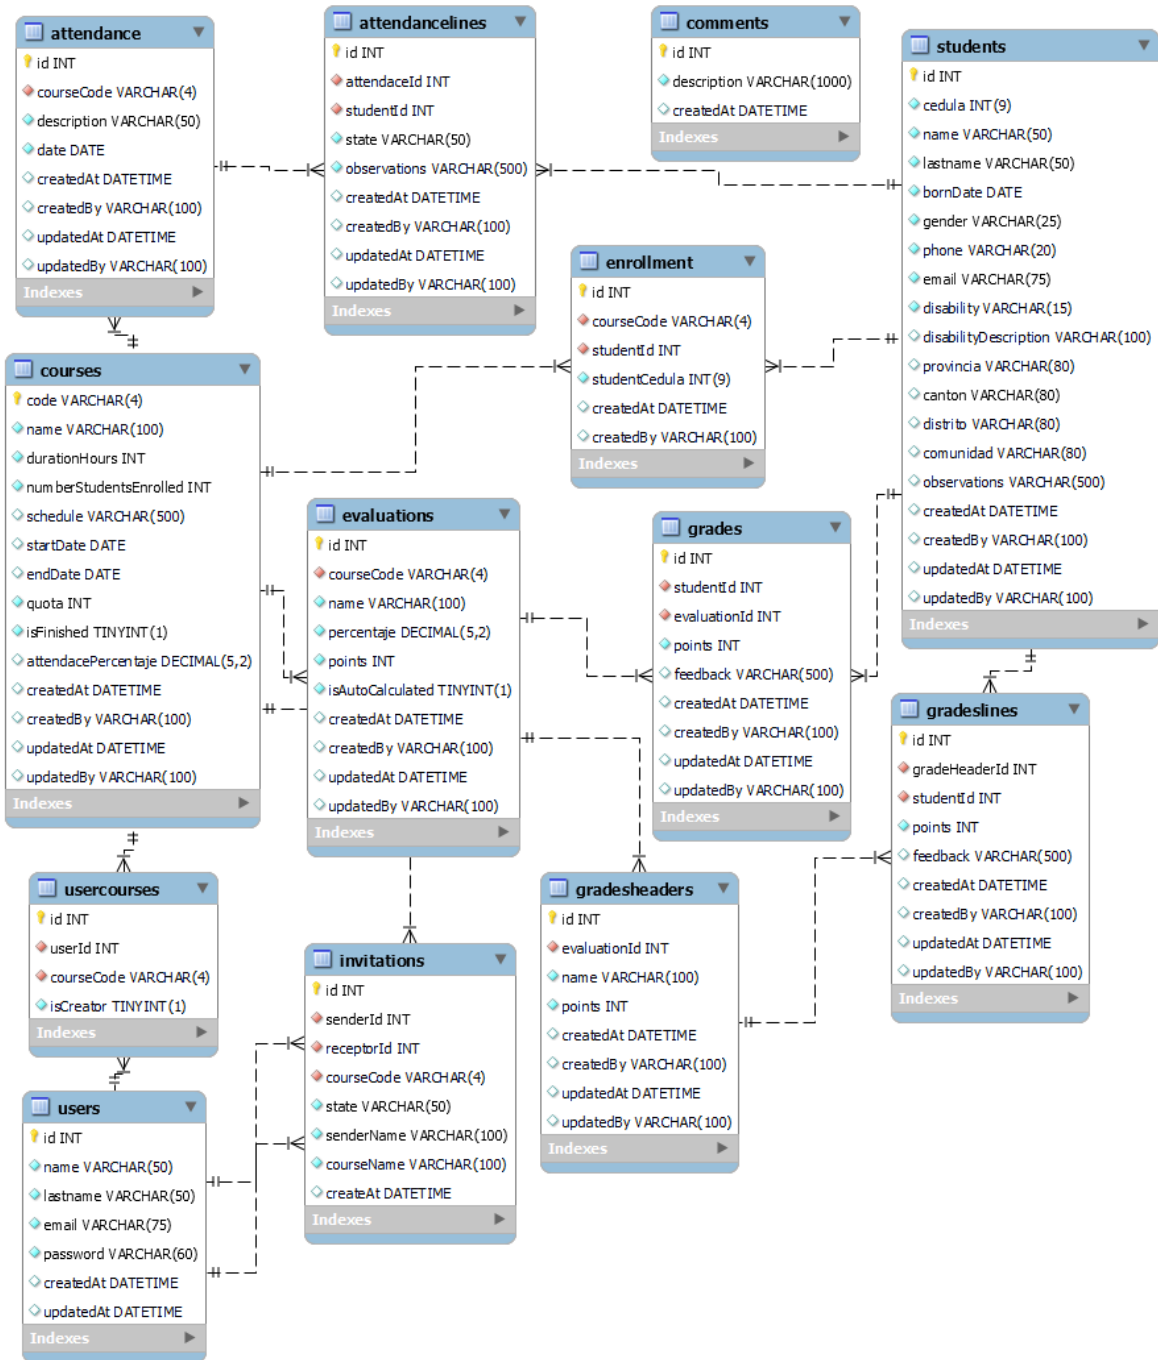 attendance
id INT
courseCode VARCHAR(4)
description VARCHAR(50)
date DATE
createdAt DATETIME
createdBy VARCHAR(100)
updatedAt DATETIME
updatedBy VARCHAR(100)
Indexes
attendancelines
id INT
attendaceId INT
studentId INT
state VARCHAR(50)
observations VARCHAR(500)
createdAt DATETIME
createdBy VARCHAR(100)
updatedAt DATETIME
updatedBy VARCHAR(100)
Indexes
comments
id INT
description VARCHAR(1000)
createdAt DATETIME
Indexes
students
id INT
cedula INT(9)
name VARCHAR(50)
lastname VARCHAR(50)
bornDate DATE
gender VARCHAR(25)
phone VARCHAR(20)
email VARCHAR(75)
disability VARCHAR(15)
disabilityDescription VARCHAR(100)
provincia VARCHAR(80)
canton VARCHAR(80)
distrito VARCHAR(80)
comunidad VARCHAR(80)
observations VARCHAR(500)
createdAt DATETIME
createdBy VARCHAR(100)
updatedAt DATETIME
updatedBy VARCHAR(100)
Indexes
enrollment
id INT
courseCode VARCHAR(4)
studentId INT
studentCedula INT(9)
createdAt DATETIME
createdBy VARCHAR(100)
Indexes
courses
code VARCHAR(4)
name VARCHAR(100)
durationHours INT
numberStudentsEnrolled INT
schedule VARCHAR(500)
startDate DATE
endDate DATE
quota INT
isFinished TINYINT(1)
attendacePercentaje DECIMAL(5,2)
createdAt DATETIME
createdBy VARCHAR(100)
updatedAt DATETIME
updatedBy VARCHAR(100)
Indexes
evaluations
id INT
courseCode VARCHAR(4)
name VARCHAR(100)
percentaje DECIMAL(5,2)
points INT
isAutoCalculated TINYINT(1)
createdAt DATETIME
createdBy VARCHAR(100)
updatedAt DATETIME
updatedBy VARCHAR(100)
Indexes
grades
id INT
studentId INT
evaluationId INT
points INT
feedback VARCHAR(500)
createdAt DATETIME
createdBy VARCHAR(100)
updatedAt DATETIME
updatedBy VARCHAR(100)
Indexes
gradeslines
id INT
gradeHeaderId INT
studentId INT
points INT
feedback VARCHAR(500)
createdAt DATETIME
createdBy VARCHAR(100)
updatedAt DATETIME
updatedBy VARCHAR(100)
Indexes
usercourses
id INT
userId INT
courseCode VARCHAR(4)
isCreator TINYINT(1)
Indexes
gradesheaders
id INT
evaluationId INT
name VARCHAR(100)
points INT
createdAt DATETIME
createdBy VARCHAR(100)
updatedAt DATETIME
updatedBy VARCHAR(100)
Indexes
invitations
id INT
senderId INT
receptorId INT
courseCode VARCHAR(4)
state VARCHAR(50)
senderName VARCHAR(100)
courseName VARCHAR(100)
createAt DATETIME
Indexes
users
id INT
name VARCHAR(50)
lastname VARCHAR(50)
email VARCHAR(75)
password VARCHAR(60)
createdAt DATETIME
updatedAt DATETIME
Indexes